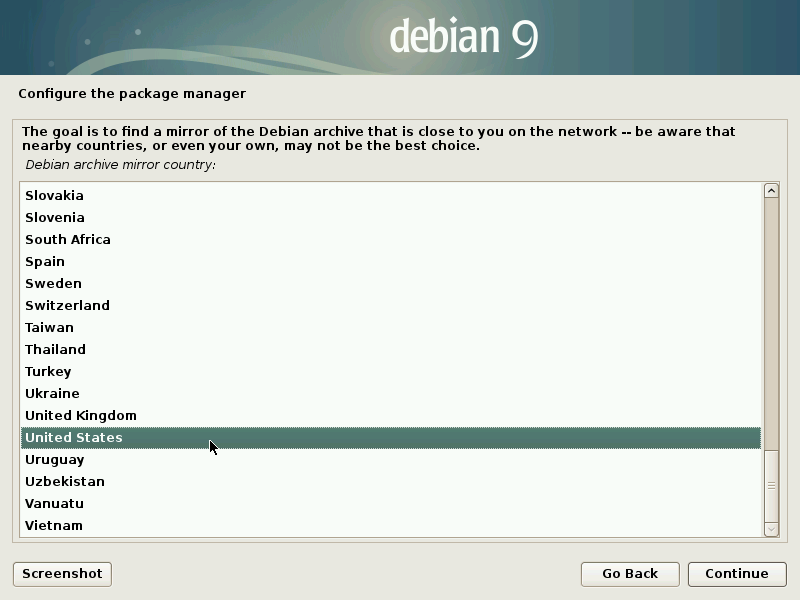 debian 9
Configure the package manager
The goal is to find a mirror of the Debian archive that is close to you on the network -- be aware that
nearby countries, or even your own, may not be the best choice.
Debian archive mirror country:
Slovakia
Slovenia
South Africa
Spain
Sweden
Switzerland
Taiwan
Thailand
Turkey
Ukraine
United Kingdom
United States
Uruguay
Uzbekistan
Vanuatu
Vietnam
Screenshot
Go Back
Continue